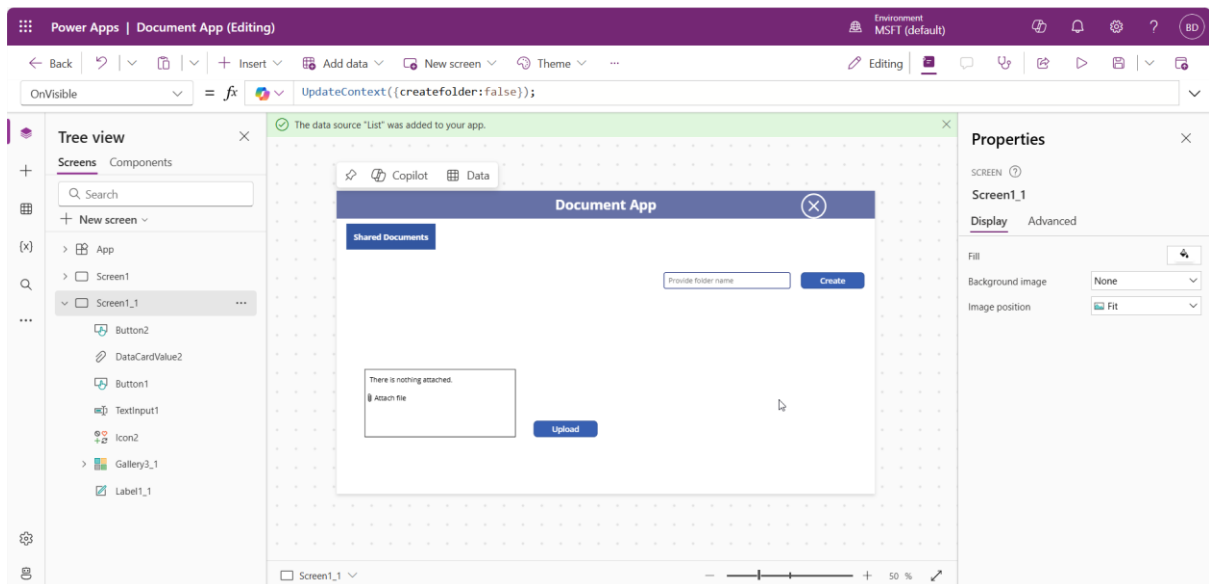 Power Apps | Document App (Editing)
Environment
MSFT (default)
BD
Back
Insert
Add data
New screen
Theme
Editing
OnVisible
= fx
UpdateContext({createfolder:false});
Tree view
Screens Components
Search
New screen
App
Screen1
Screen1_1
Button2
DataCardValue2
Button1
TextInput1
Icon2
Gallery3_1
Label1_1
The data source "List" was added to your app.
Copilot Data
Document App
Shared Documents
Provide folder name
Create
There is nothing attached.
Attach file
Upload
Screen1_1
50 %
Properties
SCREEN
Screen1_1
Display Advanced
Fill
Background image None
Image position Fit